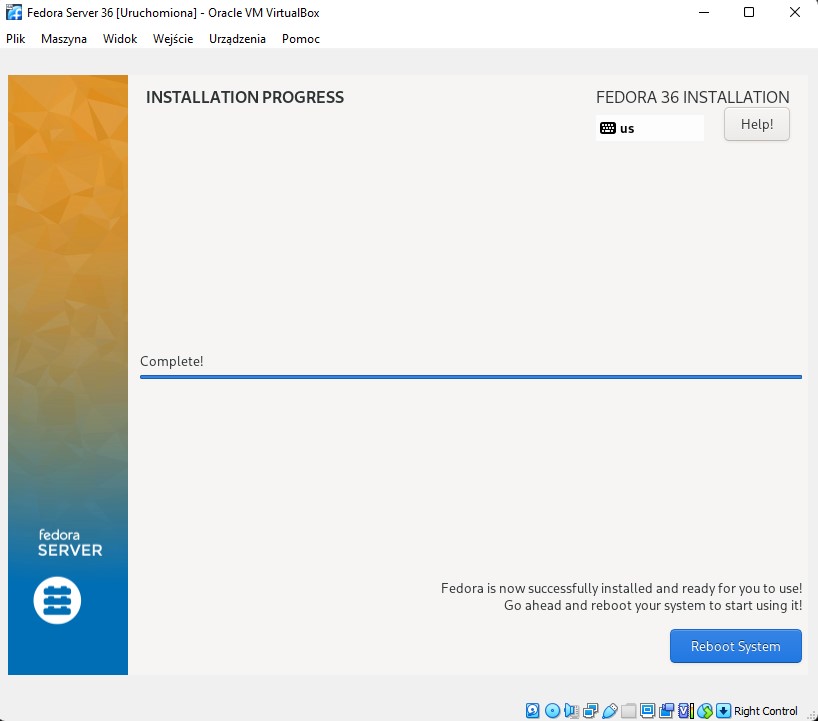 Fedora Server 36 [Uruchomiona] - Oracle VM VirtualBox
Plik Maszyna Widok Wejście Urządzenia Pomoc
INSTALLATION PROGRESS
FEDORA 36 INSTALLATION
us
Help!
Complete!
fedora
SERVER
Fedora is now successfully installed and ready for you to use!
Go ahead and reboot your system to start using it!
Reboot System
Right Control